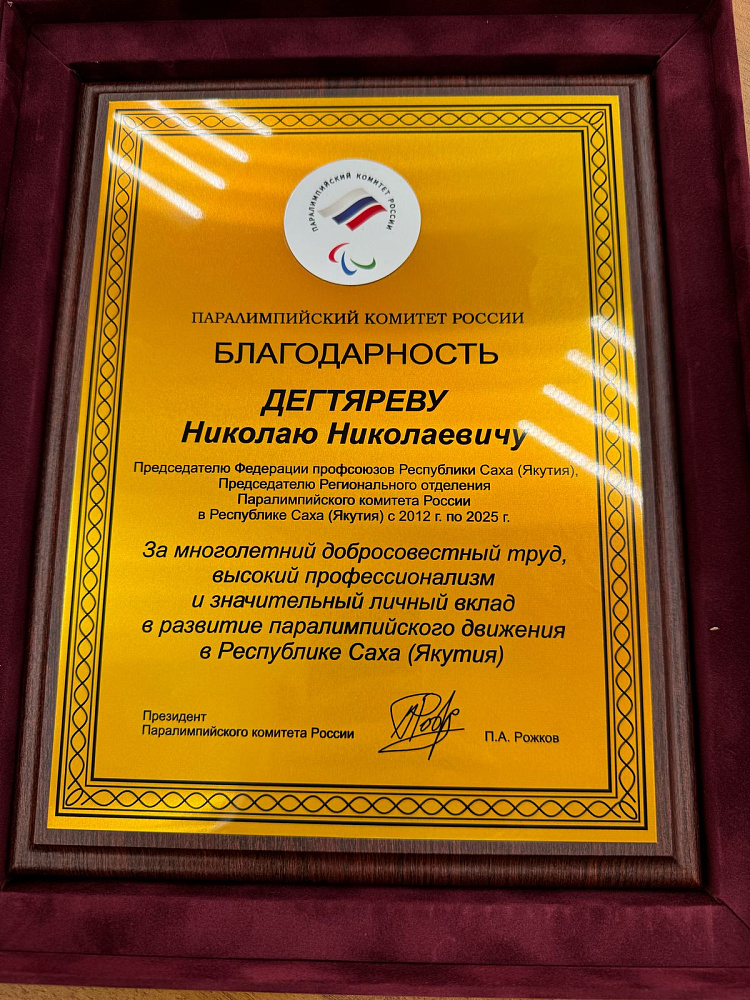 ПАРАЛИМПИЙСКИЙ КОМИТЕТ РОССИИ
ПАРАЛИМПИЙСКИЙ КОМИТЕТ РОССИИ
БЛАГОДАРНОСТЬ
ДЕГТЯРЕВУ
Николаю Николаевичу
Председателю Федерации профсоюзов Республики Саха (Якутия),
Председателю Регионального отделения
Паралимпийского комитета России
в Республике Саха (Якутия) с 2012 г. по 2025 г.
За многолетний добросовестный труд,
высокий профессионализм
и значительный личный вклад
в развитие паралимпийского движения
в Республике Саха (Якутия)
Президент
Паралимпийского комитета России
П.А. Рожков